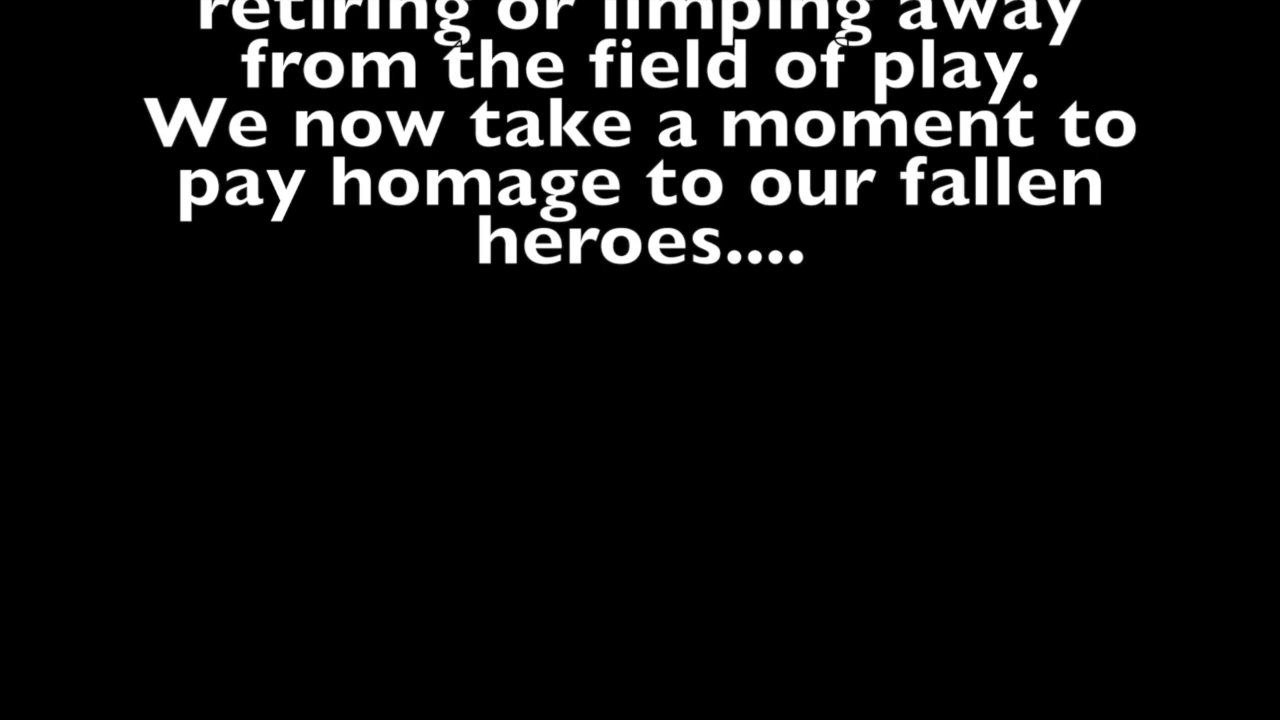 retiring or limping away
from the field of play.
We now take a moment to
pay homage to our fallen
heroes....